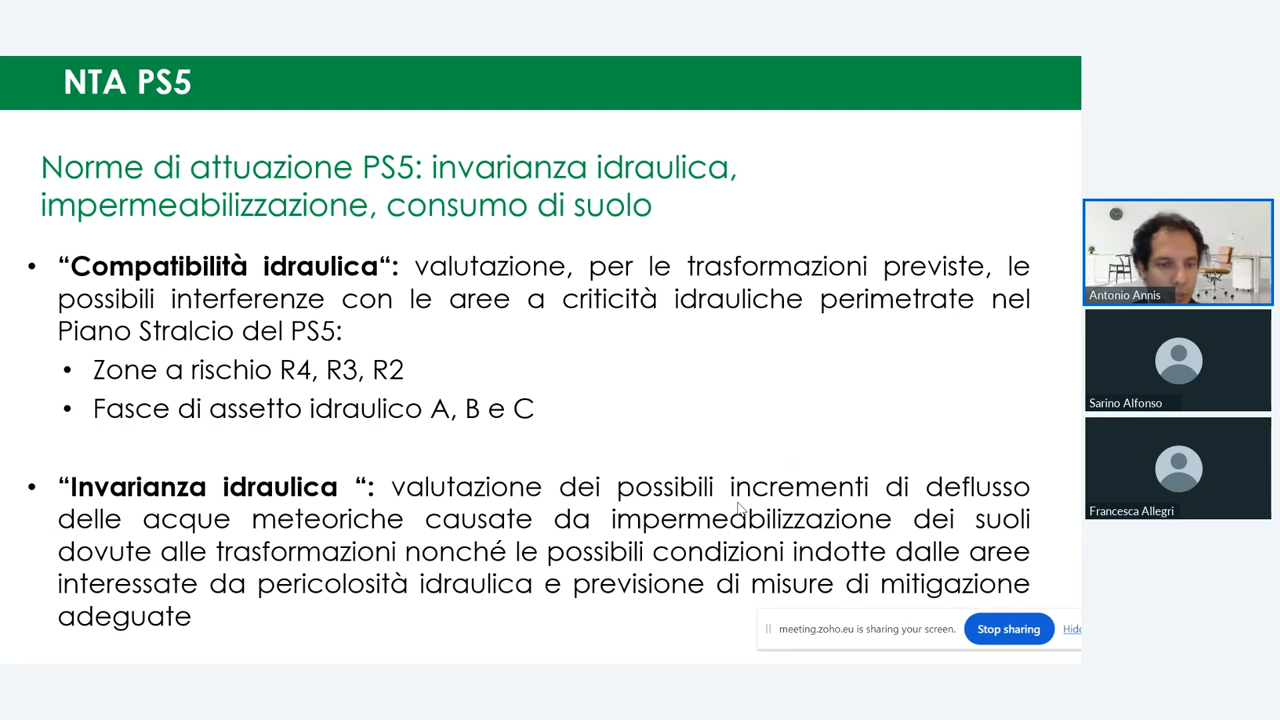 NTA PS5
Norme di attuazione PS5: invarianza idraulica,
impermeabilizzazione, consumo di suolo
• “Compatibilità idraulica“: valutazione, per le trasformazioni previste, le
possibili interferenze con le aree a criticità idrauliche perimetrate nel
Piano Stralcio del PS5:
• Zone a rischio R4, R3, R2
• Fasce di assetto idraulico A, B e C
• “Invarianza idraulica “: valutazione dei possibili incrementi di deflusso
delle acque meteoriche causate da impermeabilizzazione dei suoli
dovute alle trasformazioni nonché le possibili condizioni indotte dalle aree
interessate da pericolosità idraulica e previsione di misure di mitigazione
adeguate
meeting.zoho.eu is sharing your screen. Stop sharing Hide
Antonio Annis
Sarino Alfonso
Francesca Allegri